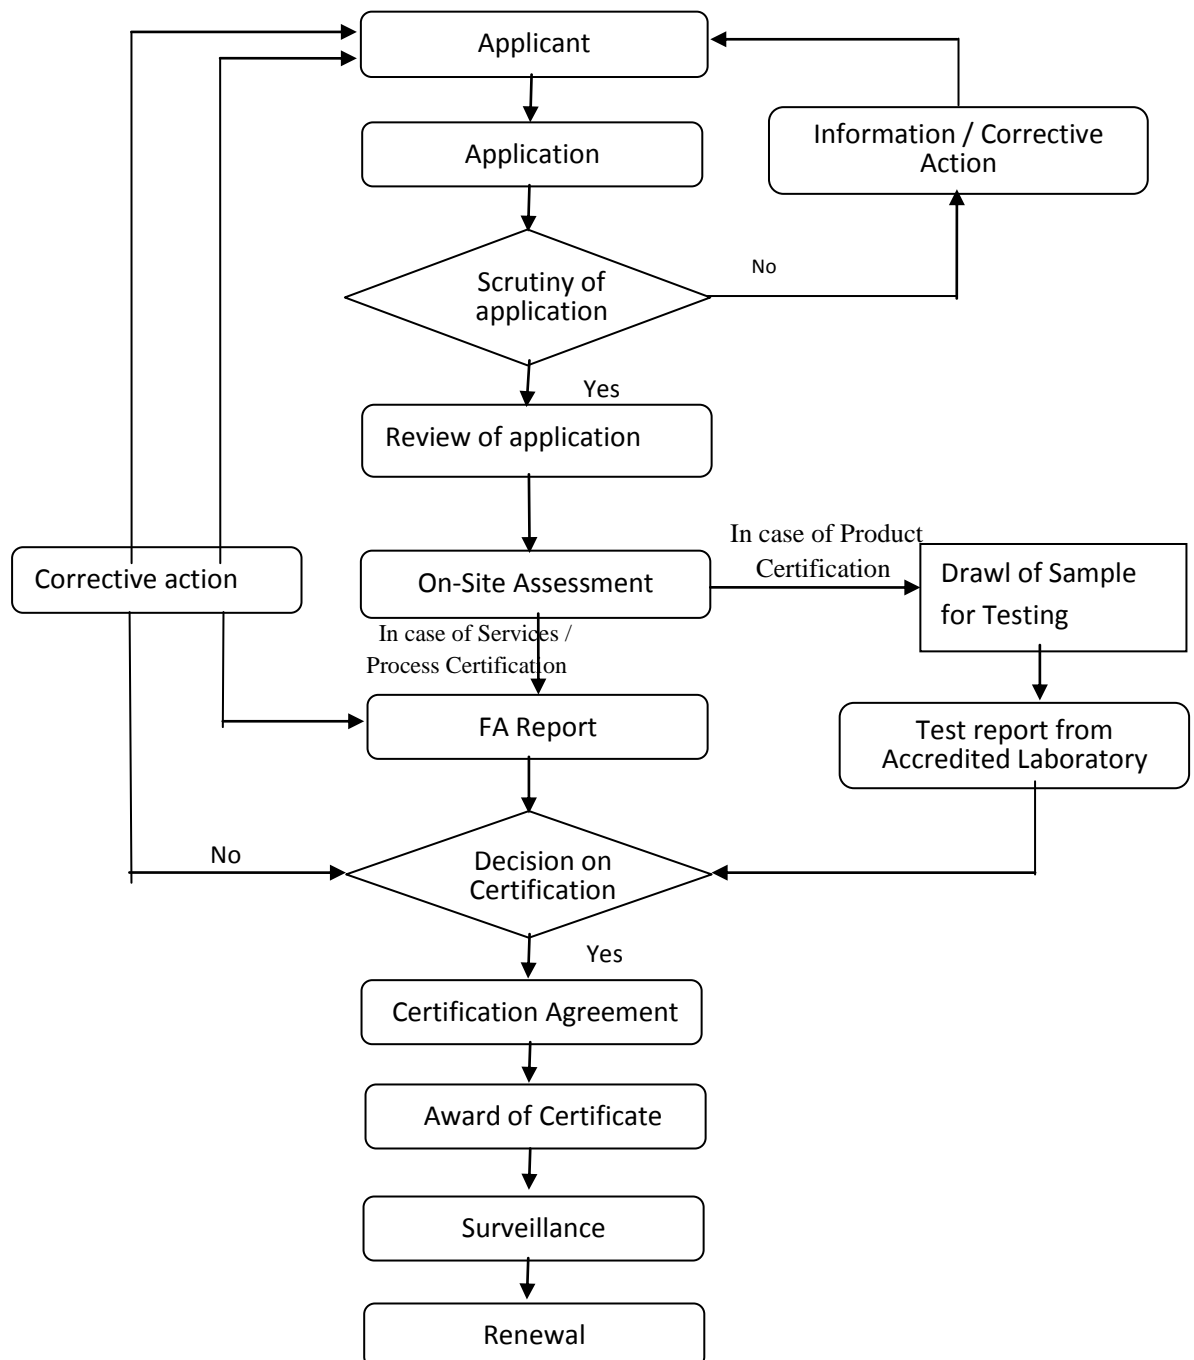 Applicant
Application
Information / Corrective
Action
Scrutiny of
application
No
Yes
Review of application
In case of Product
Certification
Corrective action
On-Site Assessment
Drawl of Sample
for Testing
In case of Services /
Process Certification
FA Report
Test report from
Accredited Laboratory
No
Decision on
Certification
Yes
Certification Agreement
Award of Certificate
Surveillance
Renewal